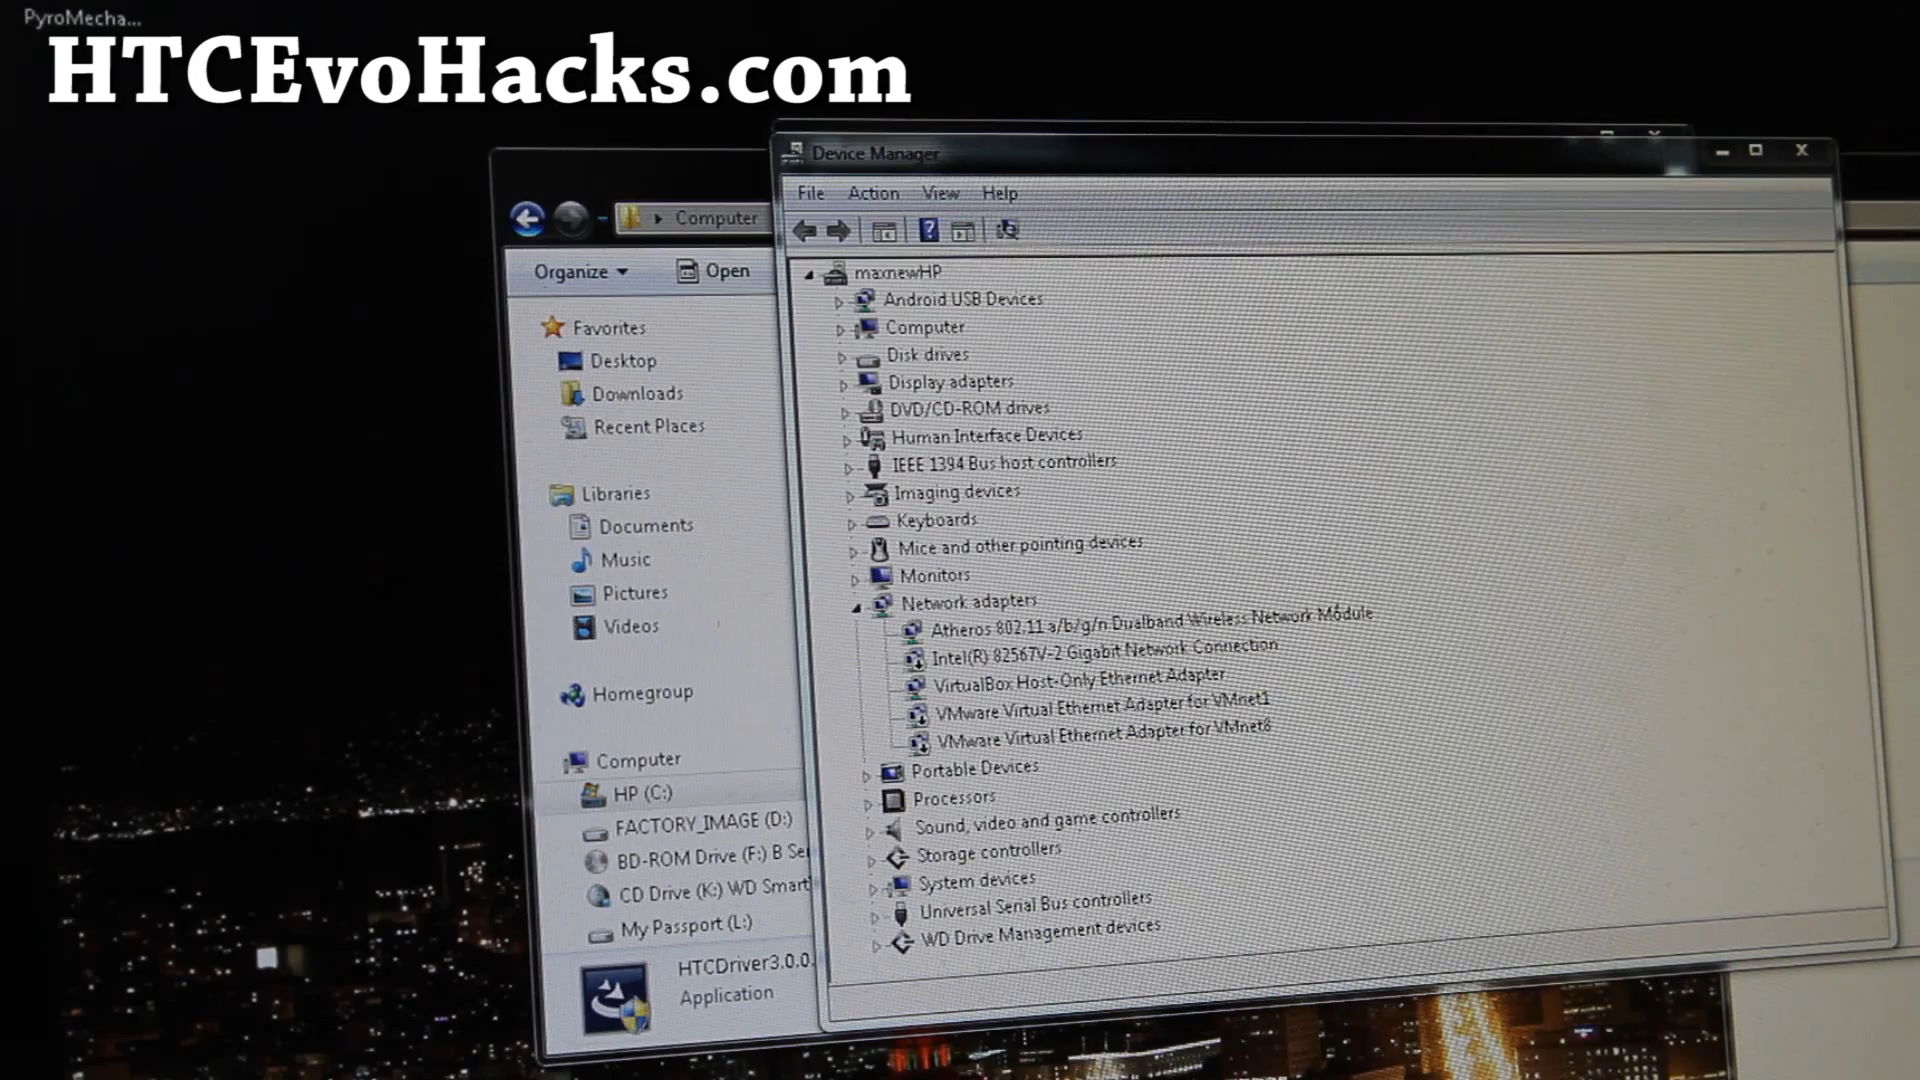 PyroMecha...
HTCEvoHacks.com
Device Manager
File Action View Help
Computer
Organize Open
Favorites
Desktop
Downloads
Recent Places
Libraries
Documents
Music
Pictures
Videos
Homegroup
Computer
HP (C:)
FACTORY_IMAGE (D:)
BD-ROM Drive (F:) B Se
CD Drive (K:) WD Smart
My Passport (L:)
HTCDriver3.0.0.
Application
maxnewHP
Android USB Devices
Computer
Disk drives
Display adapters
DVD/CD-ROM drives
Human Interface Devices
IEEE 1394 Bus host controllers
Imaging devices
Keyboards
Mice and other pointing devices
Monitors
Network adapters
Atheros 802.11 a/b/g/n Dualband Wireless Network Module
Intel(R) 82567V-2 Gigabit Network Connection
VirtualBox Host-Only Ethernet Adapter
VMware Virtual Ethernet Adapter for VMnet1
VMware Virtual Ethernet Adapter for VMnet8
Portable Devices
Processors
Sound, video and game controllers
Storage controllers
System devices
Universal Serial Bus controllers
WD Drive Management devices